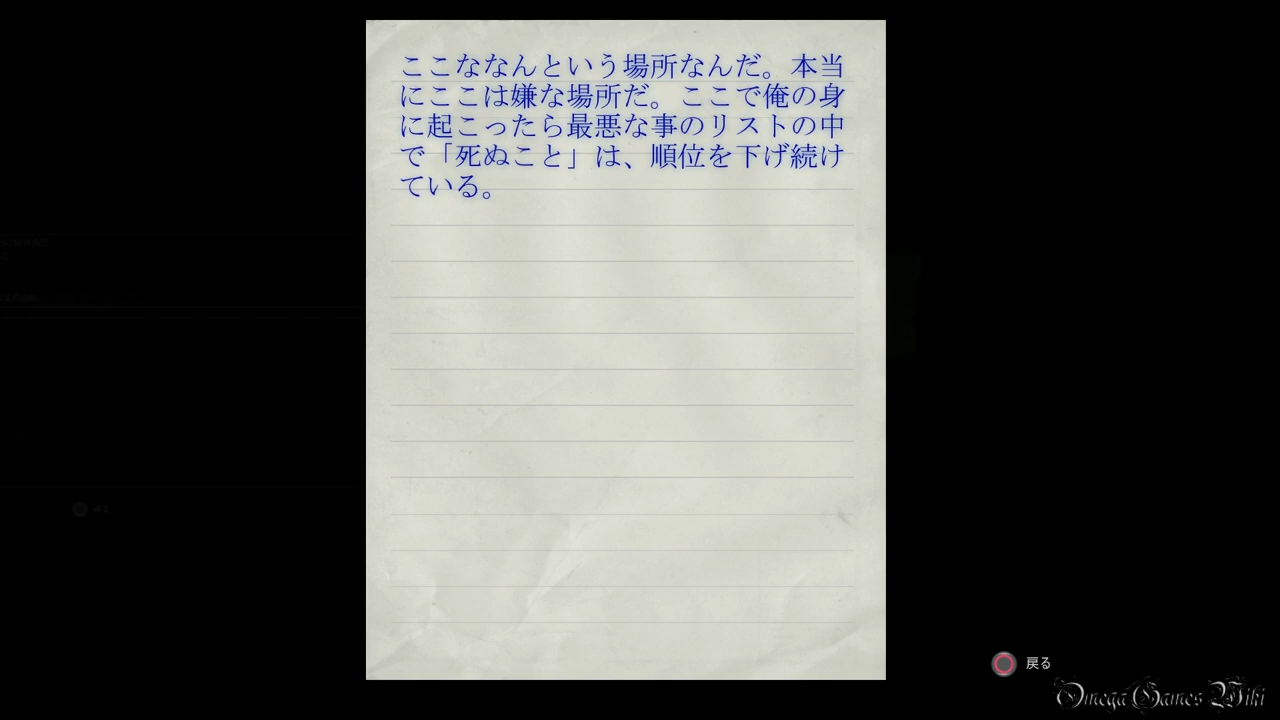 ここななんという場所なんだ。本当
にここは嫌な場所だ。ここで俺の身
に起こったら最悪な事のリストの中
で「死ぬこと」は、順位を下げ続け
ている。
戻る
Omega Games Wiki